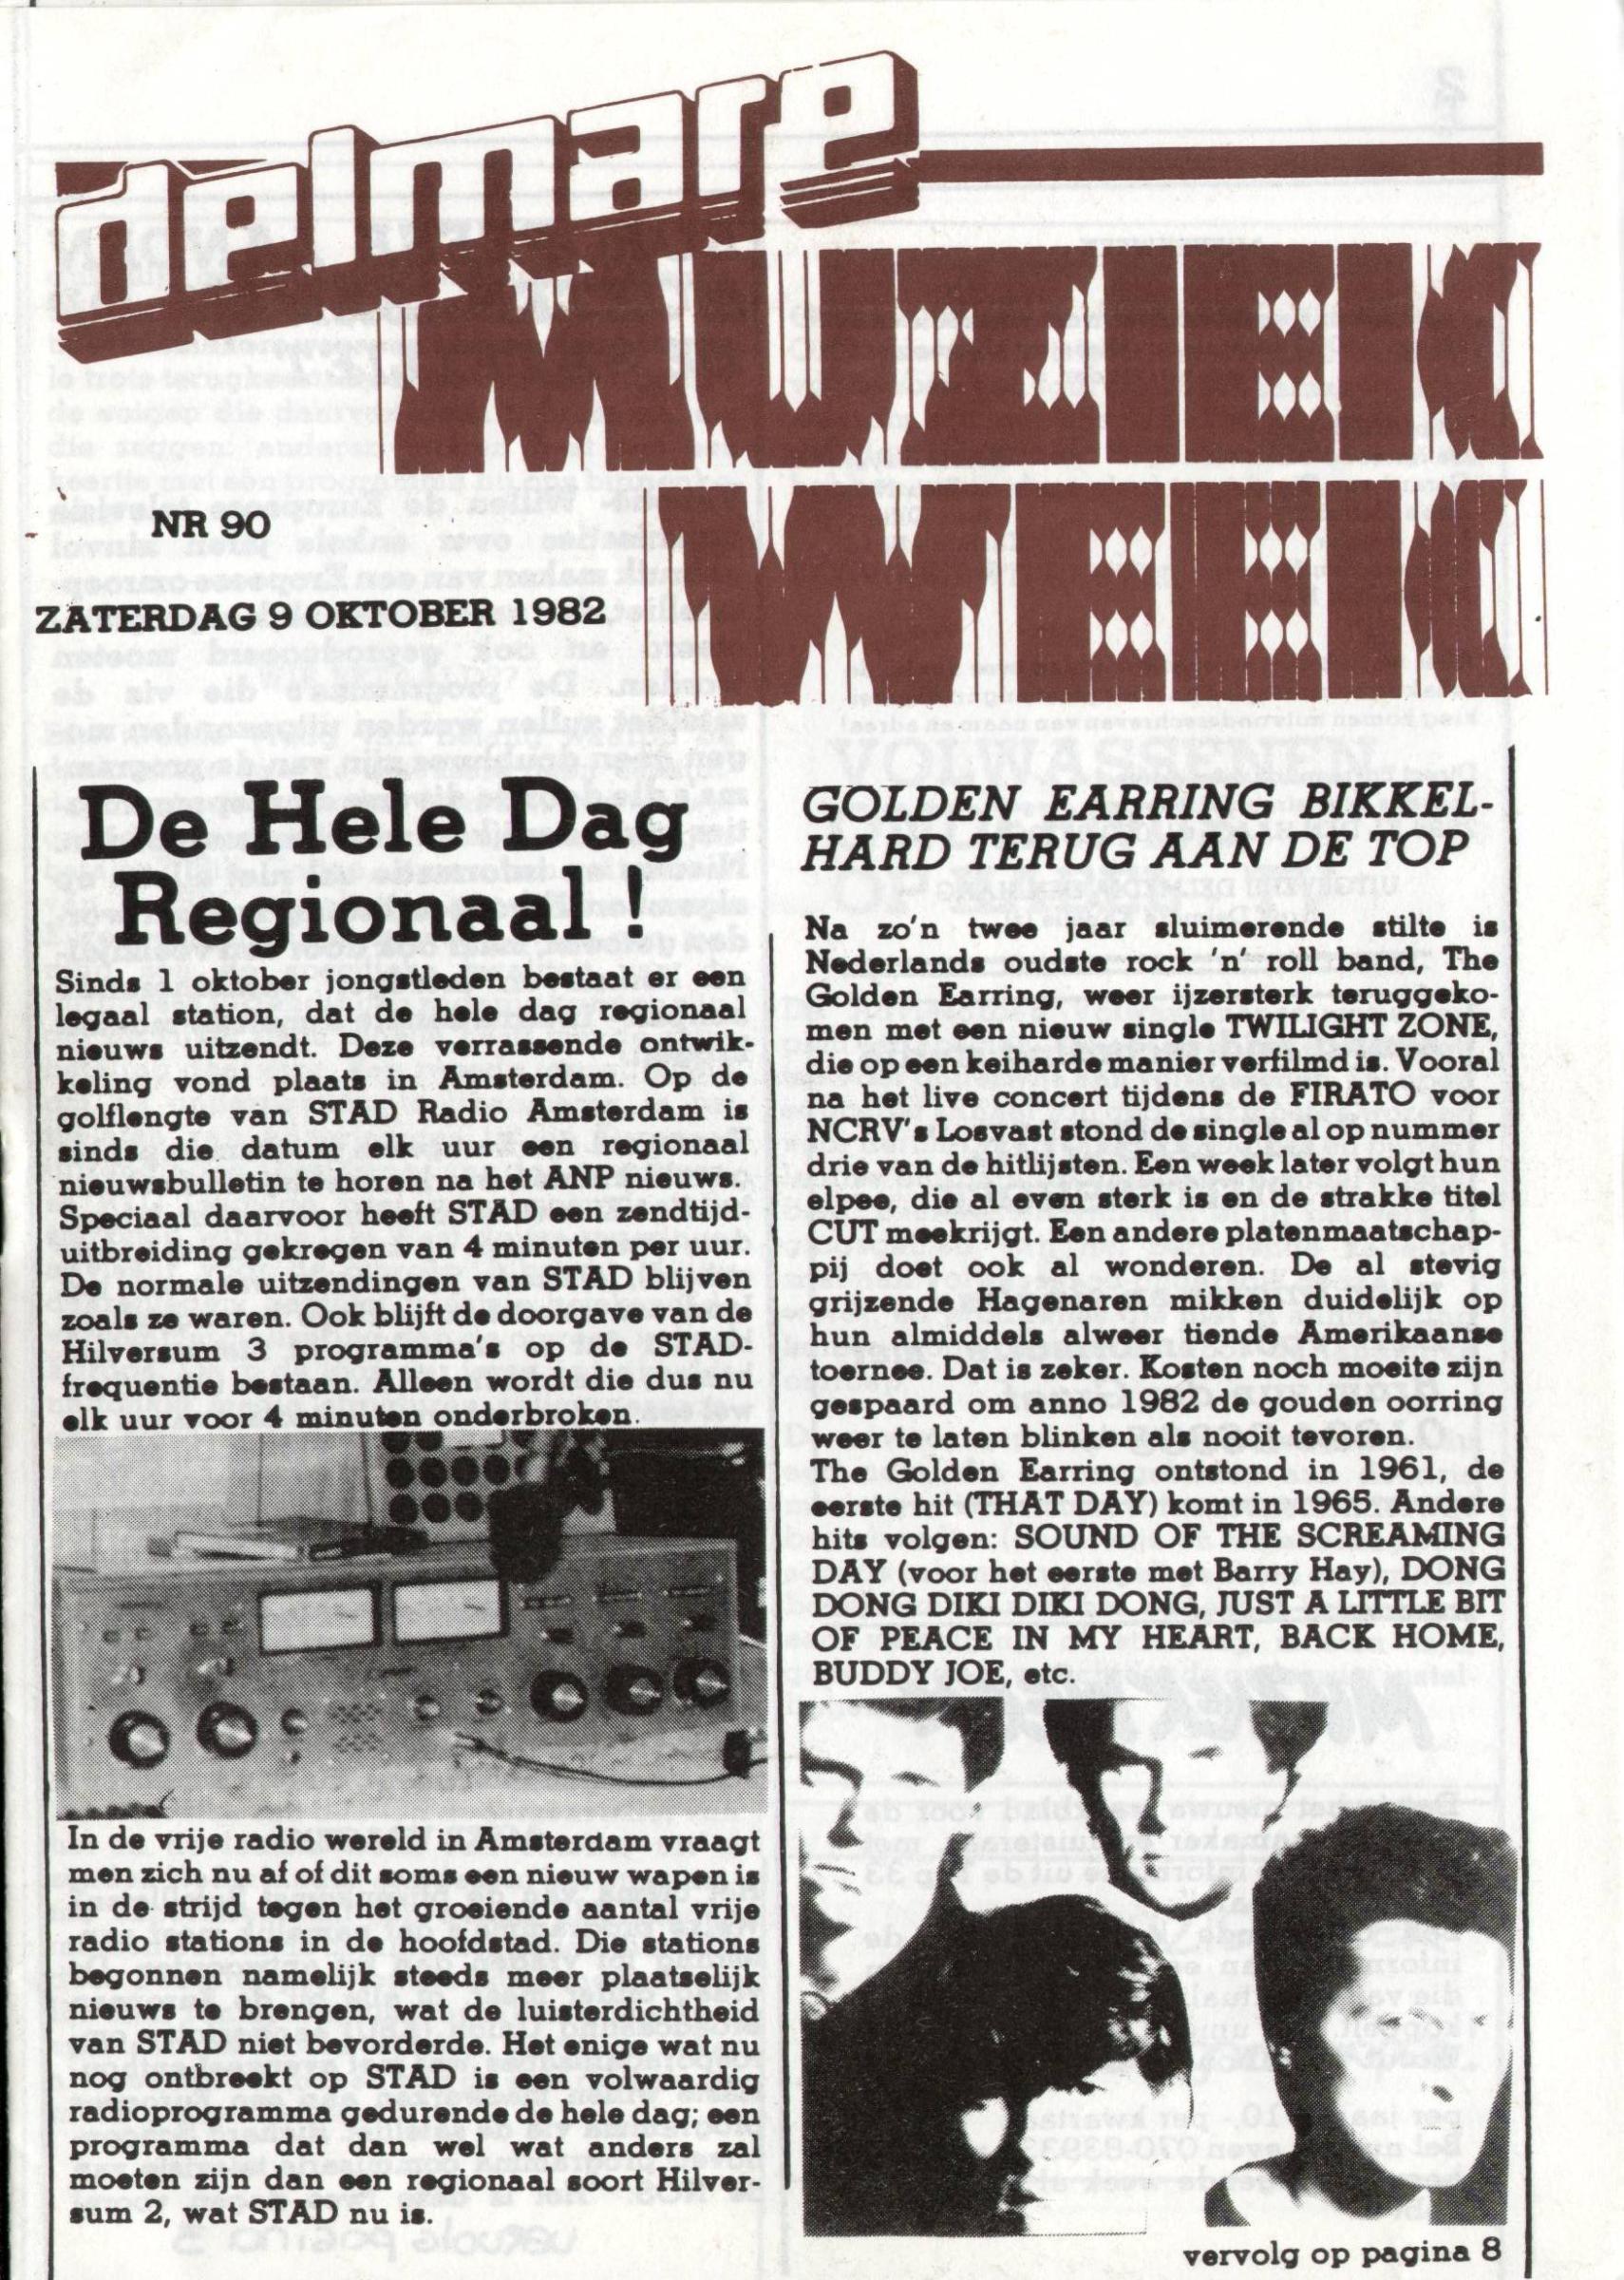 delmare
MUZIEK
WEEK
NR 90
ZATERDAG 9 OKTOBER 1982
De Hele Dag
Regionaal !
Sinds 1 oktober jongstleden bestaat er een
legaal station, dat de hele dag regionaal
nieuws uitzendt. Deze verrassende ontwik-
keling vond plaats in Amsterdam. Op de
golflengte van STAD Radio Amsterdam is
sinds die datum elk uur een regionaal
nieuwsbulletin te horen na het ANP nieuws.
Speciaal daarvoor heeft STAD een zendtijd-
uitbreiding gekregen van 4 minuten per uur.
De normale uitzendingen van STAD blijven
zoals ze waren. Ook blijft de doorgave van de
Hilversum 3 programma's op de STAD-
frequentie bestaan. Alleen wordt die dus nu
elk uur voor 4 minuten onderbroken.
In de vrije radio wereld in Amsterdam vraagt
men zich nu af of dit soms een nieuw wapen is
in de strijd tegen het groeiende aantal vrije
radio stations in de hoofdstad. Die stations
begonnen namelijk steeds meer plaatselijk
nieuws te brengen, wat de luisterdichtheid
van STAD niet bevorderde. Het enige wat nu
nog ontbreekt op STAD is een volwaardig
radioprogramma gedurende de hele dag; een
programma dat dan wel wat anders zal
moeten zijn dan een regionaal soort Hilver-
sum 2, wat STAD nu is.
GOLDEN EARRING BIKKEL-
HARD TERUG AAN DE TOP
Na zo'n twee jaar sluimerende stilte is
Nederlands oudste rock 'n' roll band, The
Golden Earring, weer ijzersterk teruggeko-
men met een nieuw single TWILIGHT ZONE,
die op een keiharde manier verfilmd is. Vooral
na het live concert tijdens de FIRATO voor
NCRV's Losvast stond de single al op nummer
drie van de hitlijsten. Een week later volgt hun
elpee, die al even sterk is en de strakke titel
CUT meekrijgt. Een andere platenmaatschap-
pij doet ook al wonderen. De al stevig
grijzende Hagenaren mikken duidelijk op
hun almiddels alweer tiende Amerikaanse
toernee. Dat is zeker. Kosten noch moeite zijn
gespaard om anno 1982 de gouden oorring
weer te laten blinken als nooit tevoren.
The Golden Earring ontstond in 1961, de
eerste hit (THAT DAY) komt in 1965. Andere
hits volgen: SOUND OF THE SCREAMING
DAY (voor het eerste met Barry Hay), DONG
DONG DIKI DIKI DONG, JUST A LITTLE BIT
OF PEACE IN MY HEART, BACK HOME,
BUDDY JOE, etc.
vervolg op pagina 8